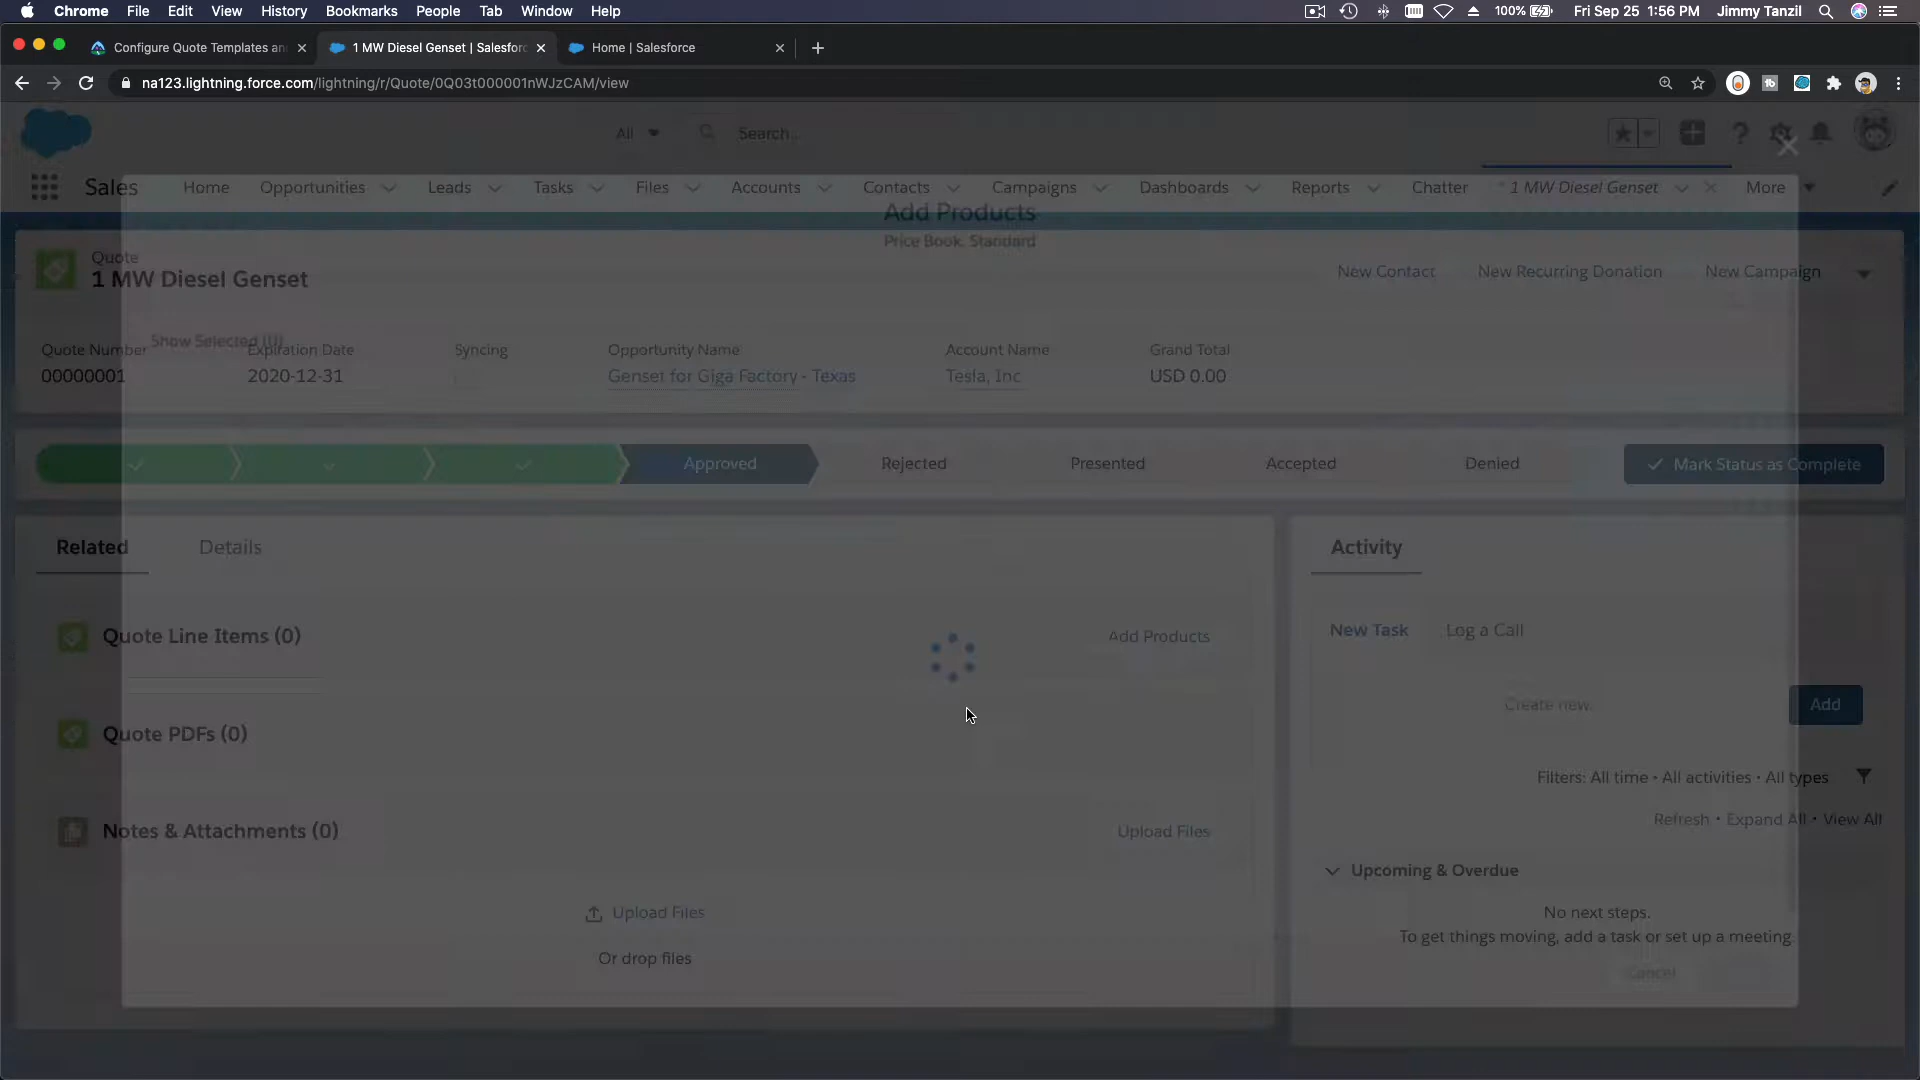 Chrome File Edit View History Bookmarks People Tab Window Help 100% Fri Sep 25 1:56 PM Jimmy Tanzil
Configure Quote Templates an 1 MW Diesel Genset | Salesforc Home | Salesforce
na123.lightning.force.com/lightning/r/Quote/0Q03t000001nWJzCAM/view
All Search...
Sales Home Opportunities Leads Tasks Files Accounts Contacts Campaigns Dashboards Reports Chatter * 1 MW Diesel Genset More
Add Products
Price Book: Standard
Quote
1 MW Diesel Genset
New Contact New Recurring Donation New Campaign
Show Selected (0)
Quote Number Expiration Date Syncing Opportunity Name Account Name Grand Total
00000001 2020-12-31 Genset for Giga Factory - Texas Tesla, Inc USD 0.00
Approved Rejected Presented Accepted Denied Mark Status as Complete
Related Details
Activity
Quote Line Items (0) Add Products
New Task Log a Call
Create new... Add
Quote PDFs (0)
Filters: All time • All activities • All types
Refresh • Expand All • View All
Notes & Attachments (0) Upload Files
Upcoming & Overdue
Upload Files
Or drop files
No next steps.
To get things moving, add a task or set up a meeting.
Cancel